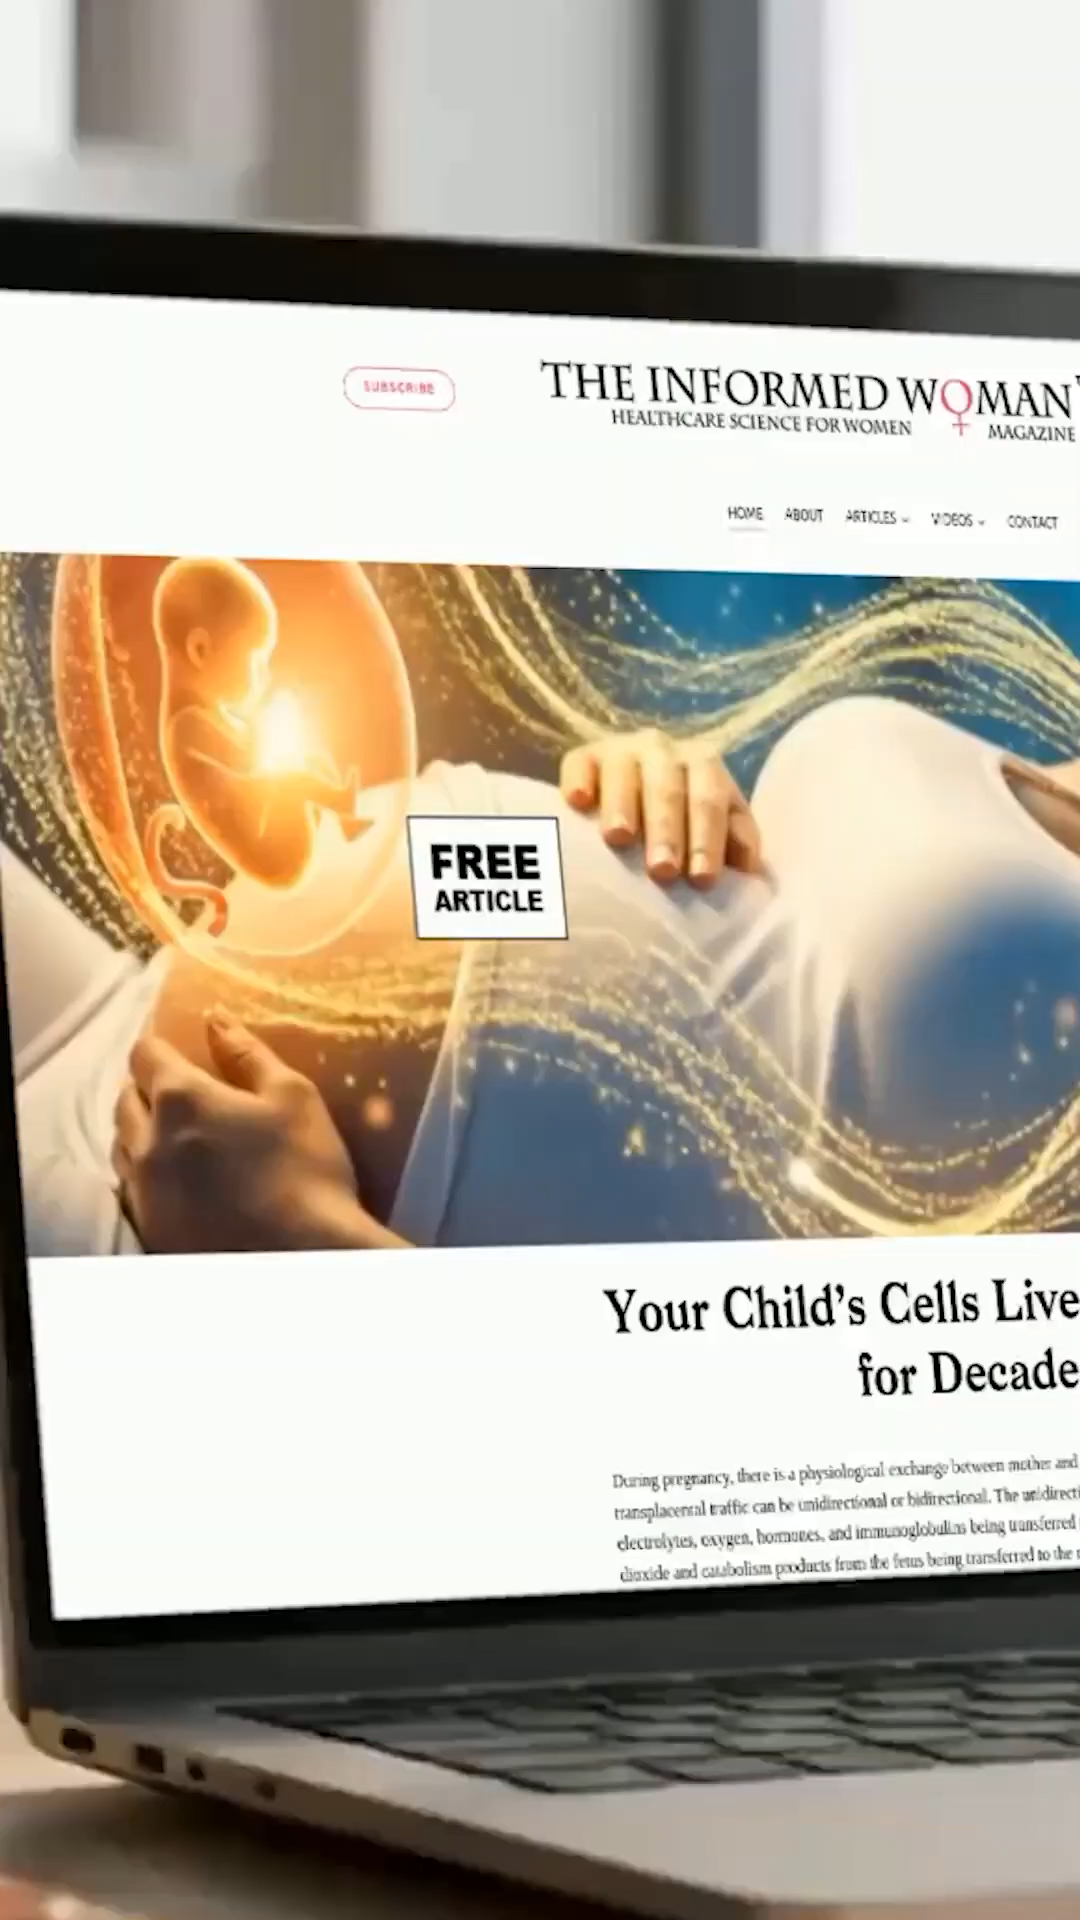 SUBSCRIBE
THE INFORMED WOMAN
HEALTHCARE SCIENCE FOR WOMEN MAGAZINE
HOME ABOUT ARTICLES VIDEOS CONTACT
FREE
ARTICLE
Your Child's Cells Live
for Decade
During pregnancy, there is a physiological exchange between mother and
transplacental traffic can be unidirectional or bidirectional. The unidirecti
electrolytes, oxygen, hormones, and immunoglobulins being transferred
dioxide and catabolism products from the fetus being transferred to the